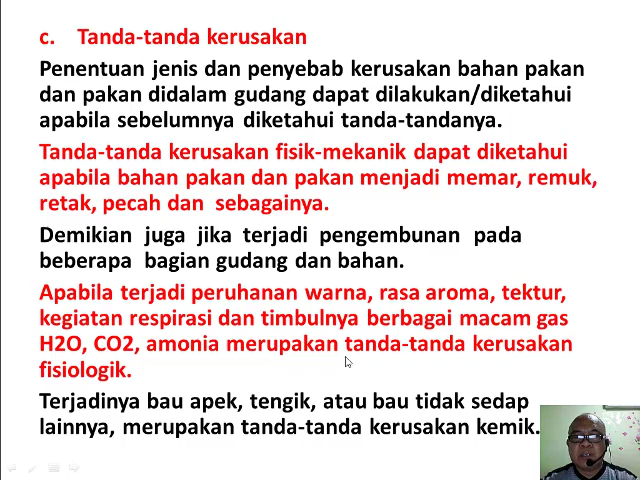 c. Tanda-tanda kerusakan
Penentuan jenis dan penyebab kerusakan bahan pakan
dan pakan didalam gudang dapat dilakukan/diketahui
apabila sebelumnya diketahui tanda-tandanya.
Tanda-tanda kerusakan fisik-mekanik dapat diketahui
apabila bahan pakan dan pakan menjadi memar, remuk,
retak, pecah dan sebagainya.
Demikian juga jika terjadi pengembunan pada
beberapa bagian gudang dan bahan.
Apabila terjadi peruhanan warna, rasa aroma, tektur,
kegiatan respirasi dan timbulnya berbagai macam gas
H2O, CO2, amonia merupakan tanda-tanda kerusakan
fisiologik.
Terjadinya bau apek, tengik, atau bau tidak sedap
lainnya, merupakan tanda-tanda kerusakan kemik.